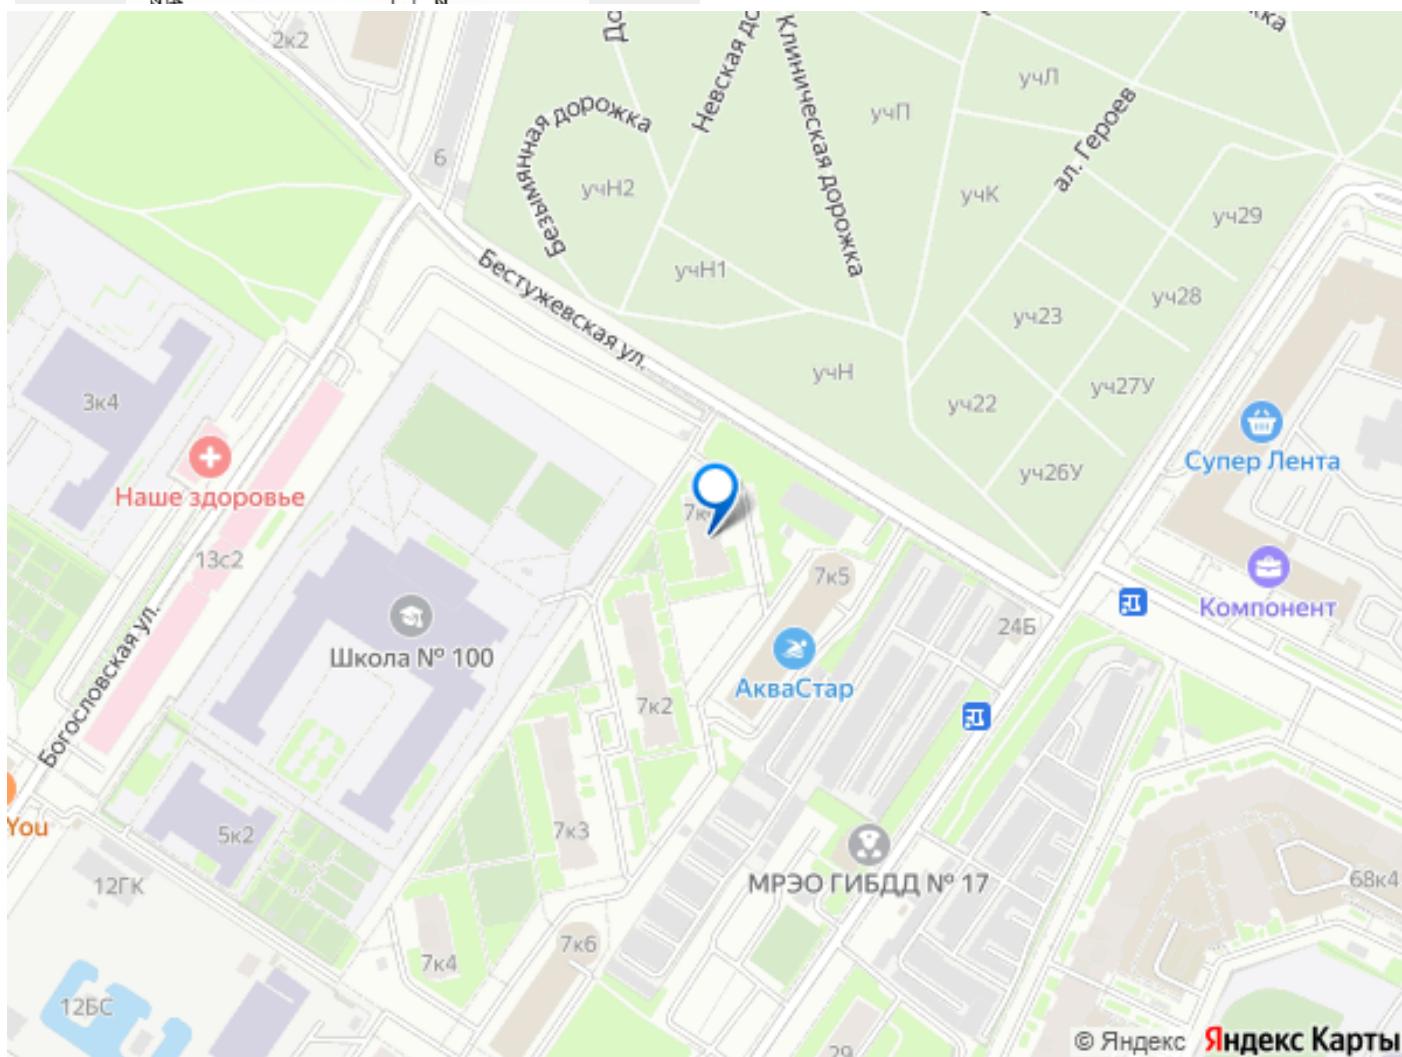 2к2
Невская до
Клиническая дорожка
жка
учЛ
ал. Героев
учП
Безымянная дорожка
6
учН2
учК
уч29
Бестужевская ул.
учН1
уч28
уч23
учН
уч27У
3к4
уч22
Супер Лента
уч26У
Наше здоровье
13с2
7к5
Компонент
24Б
Школа № 100
АкваСтар
7к2
Богословская ул.
You
5к2
7к3
МРЭО ГИБДД № 17
68к4
12ГК
7к6
7к4
12БС
29
© Яндекс Яндекс Карты